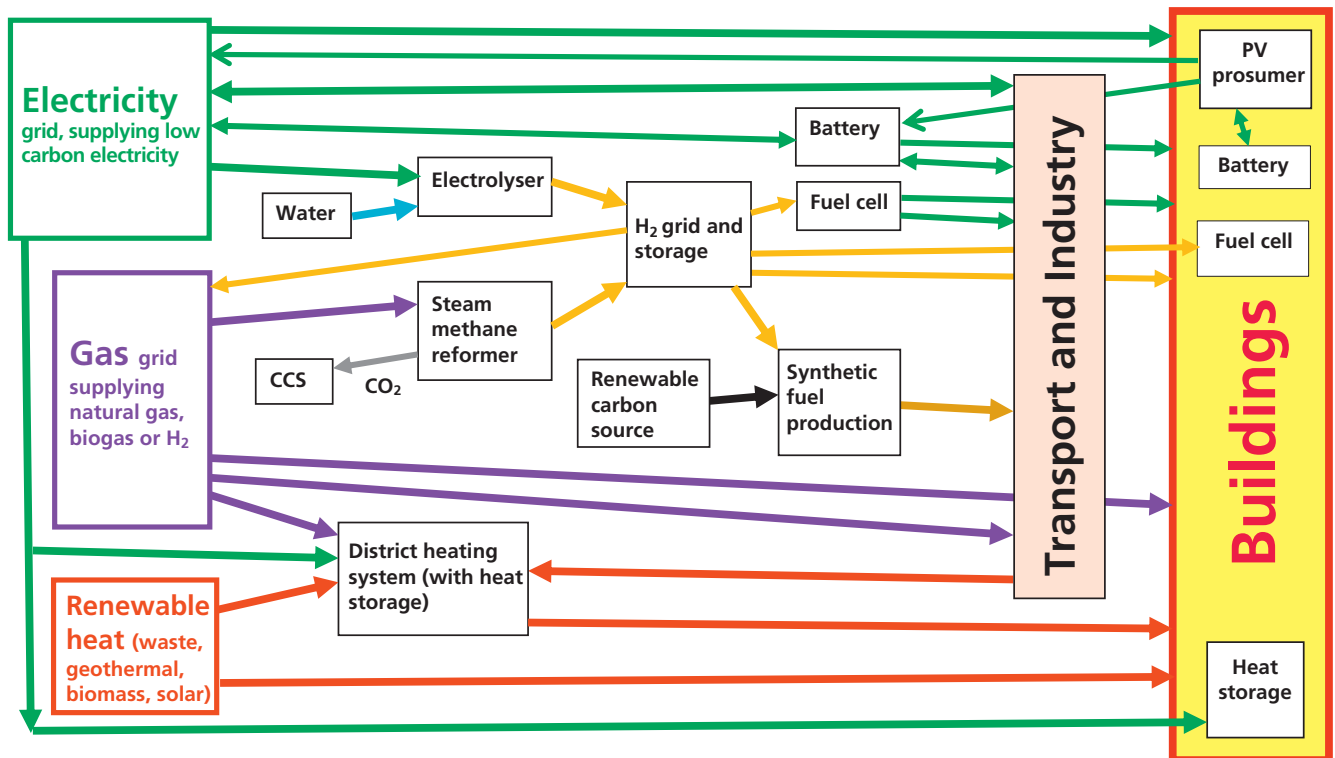 Electricity
grid, supplying low
carbon electricity
Water
Electrolyser
Battery
Fuel cell
H₂ grid and
storage
Gas grid
supplying
natural gas,
biogas or H₂
Steam
methane
reformer
CCS
CO₂
Renewable
carbon
source
Synthetic
fuel
production
District heating
system (with heat
storage)
Renewable
heat (waste,
geothermal,
biomass, solar)
Transport and Industry
PV
prosumer
Battery
Fuel cell
Buildings
Heat
storage